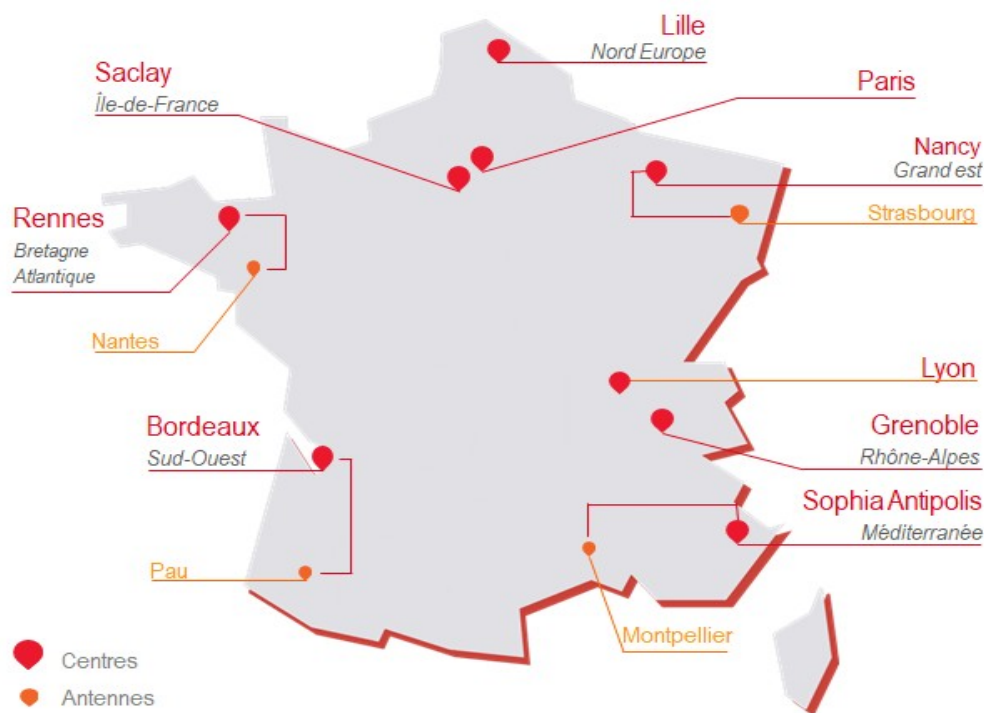 Lille
Nord Europe
Saclay
Île-de-France
Paris
Nancy
Grand est
Strasbourg
Rennes
Bretagne
Atlantique
Nantes
Lyon
Bordeaux
Sud-Ouest
Grenoble
Rhône-Alpes
Sophia Antipolis
Méditerranée
Pau
Montpellier
Centres
Antennes